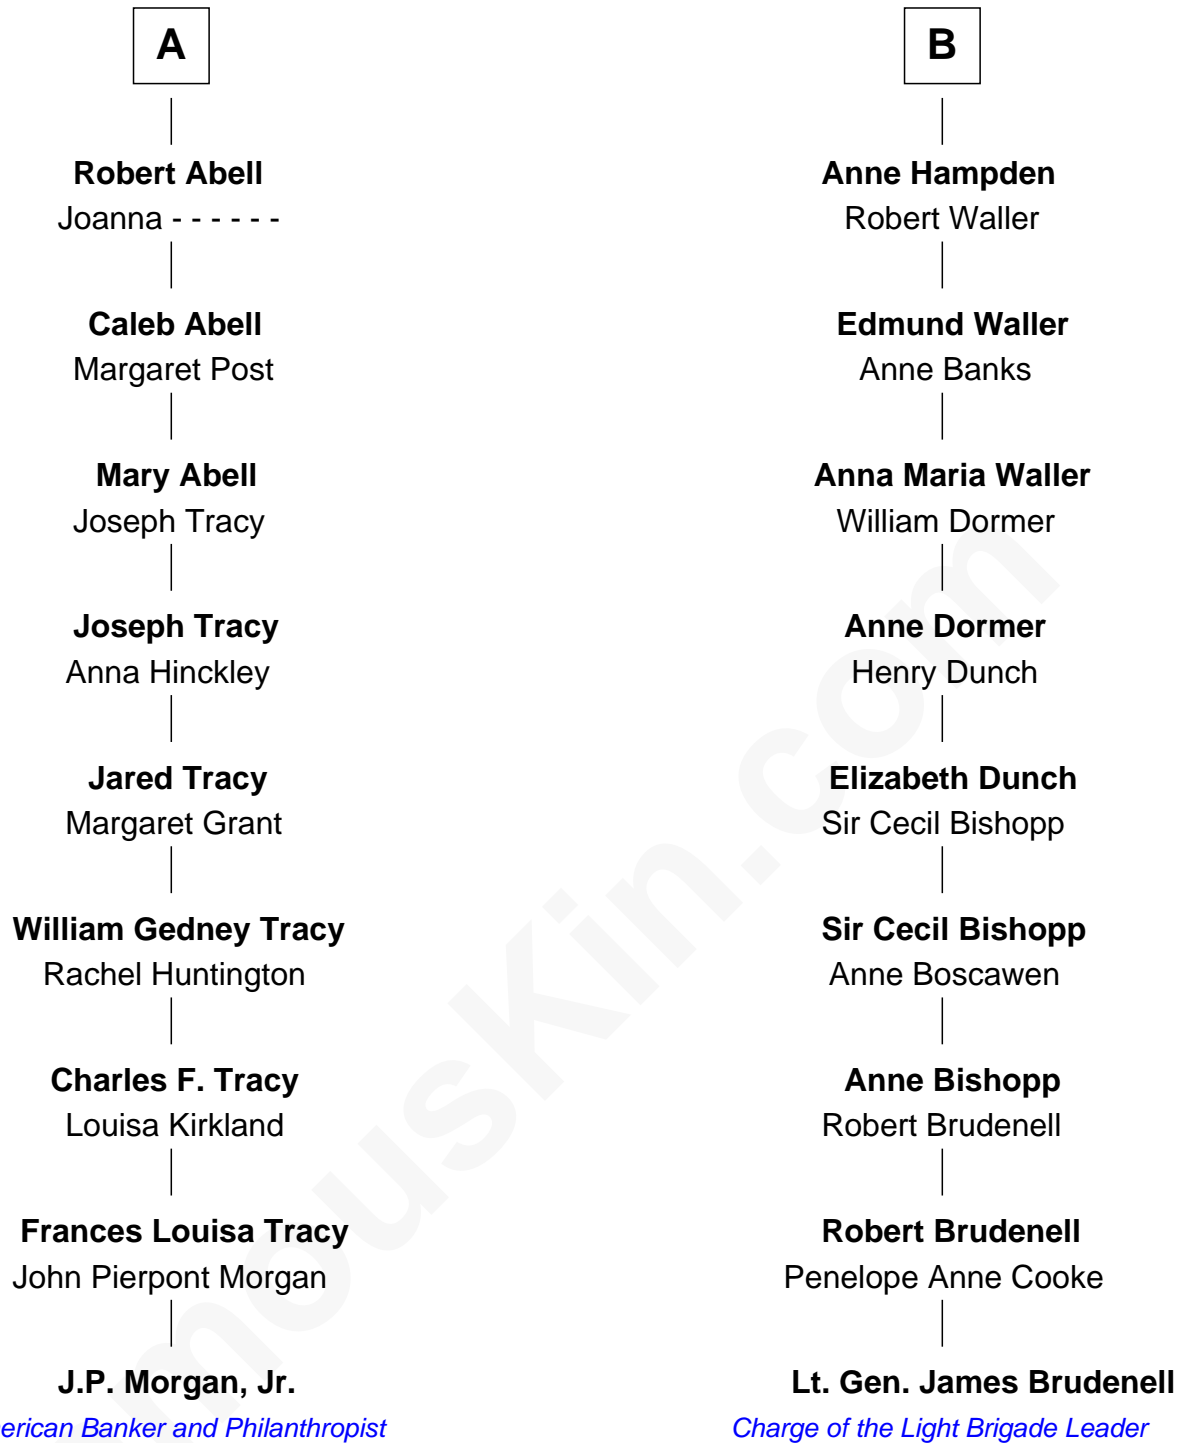 A
Robert Abell
Joanna - - - - - -
Caleb Abell
Margaret Post
Mary Abell
Joseph Tracy
Joseph Tracy
Anna Hinckley
Jared Tracy
Margaret Grant
William Gedney Tracy
Rachel Huntington
Charles F. Tracy
Louisa Kirkland
Frances Louisa Tracy
John Pierpont Morgan
J.P. Morgan, Jr.
erican Banker and Philanthropist
B
Anne Hampden
Robert Waller
Edmund Waller
Anne Banks
Anna Maria Waller
William Dormer
Anne Dormer
Henry Dunch
Elizabeth Dunch
Sir Cecil Bishopp
Sir Cecil Bishopp
Anne Boscawen
Anne Bishopp
Robert Brudenell
Robert Brudenell
Penelope Anne Cooke
Lt. Gen. James Brudenell
Charge of the Light Brigade Leader
mousKin.com